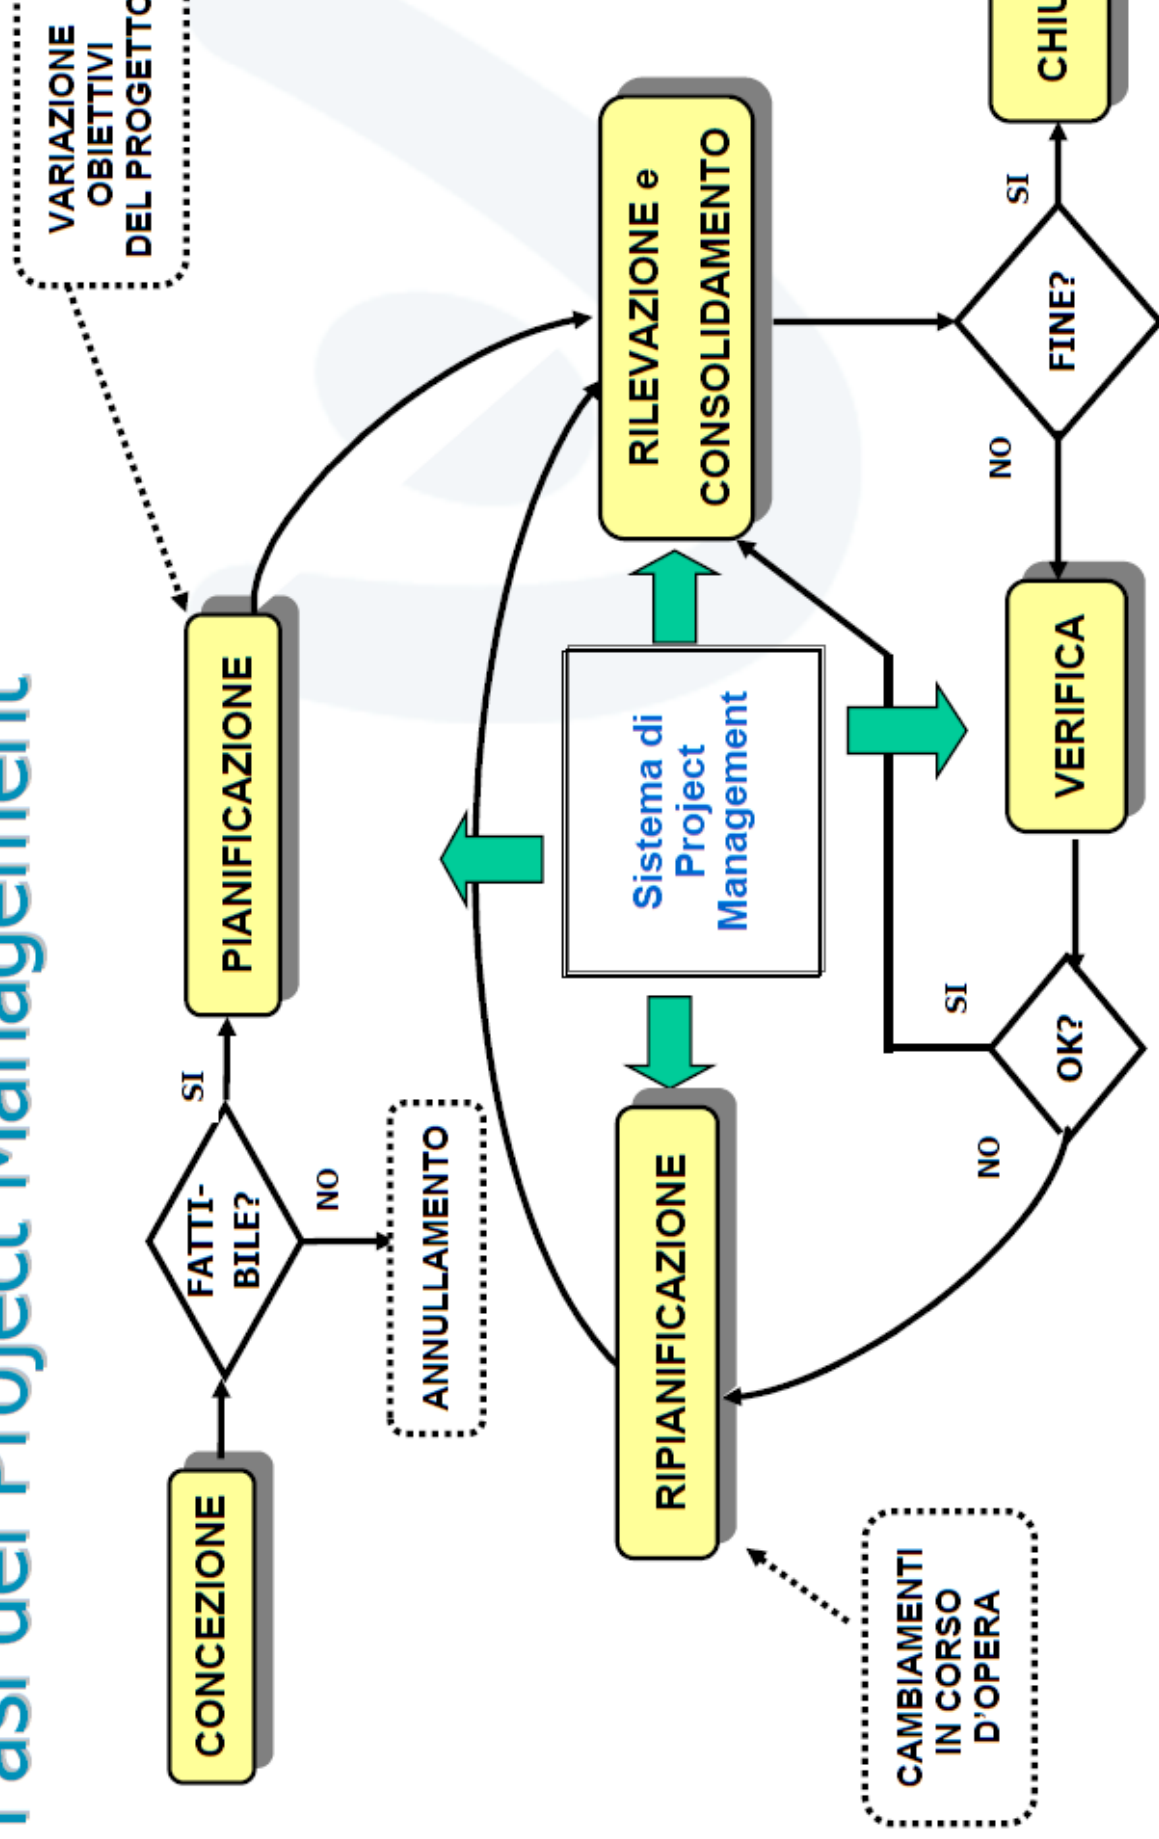 Fasi del Project Management
VARIAZIONE
OBIETTIVI
DEL PROGETTO
CONCEZIONE
FATTI-
BILE?
SI
NO
PIANIFICAZIONE
ANNULLAMENTO
RIPIANIFICAZIONE
Sistema di
Project
Management
RILEVAZIONE e
CONSOLIDAMENTO
CAMBIAMENTI
IN CORSO
D'OPERA
NO
OK?
SI
VERIFICA
NO
FINE?
SI
CHIU